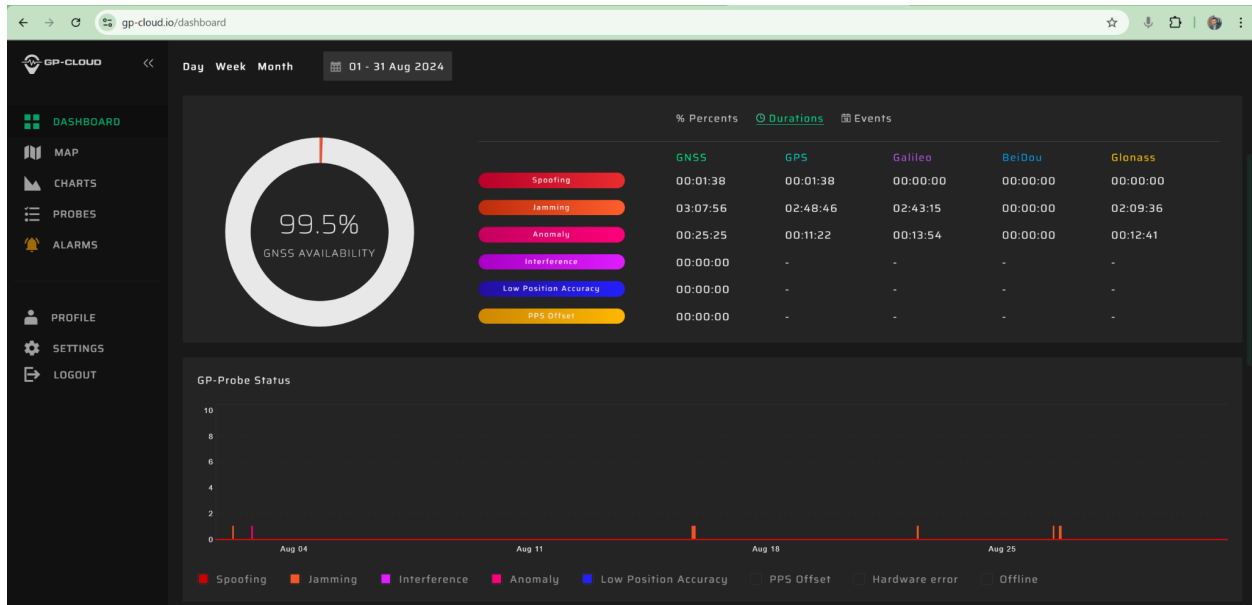 gp-cloud.io/dashboard
GP-CLOUD
DASHBOARD
MAP
CHARTS
PROBES
ALARMS
PROFILE
SETTINGS
LOGOUT
Day Week Month 01 - 31 Aug 2024
% Percents Durations Events
99.5%
GNSS AVAILABILITY
GNSS GPS Galileo BeiDou Glonass
Spoofing 00:01:38 00:01:38 00:00:00 00:00:00 00:00:00
Jamming 03:07:56 02:48:46 02:43:15 00:00:00 02:09:36
Anomaly 00:25:25 00:11:22 00:13:54 00:00:00 00:12:41
Interference 00:00:00 - - - -
Low Position Accuracy 00:00:00 - - - -
PPS Offset 00:00:00 - - - -
GP-Probe Status
10
8
6
4
2
0
Aug 04 Aug 11 Aug 18 Aug 25
Spoofing Jamming Interference Anomaly Low Position Accuracy PPS Offset Hardware error Offline